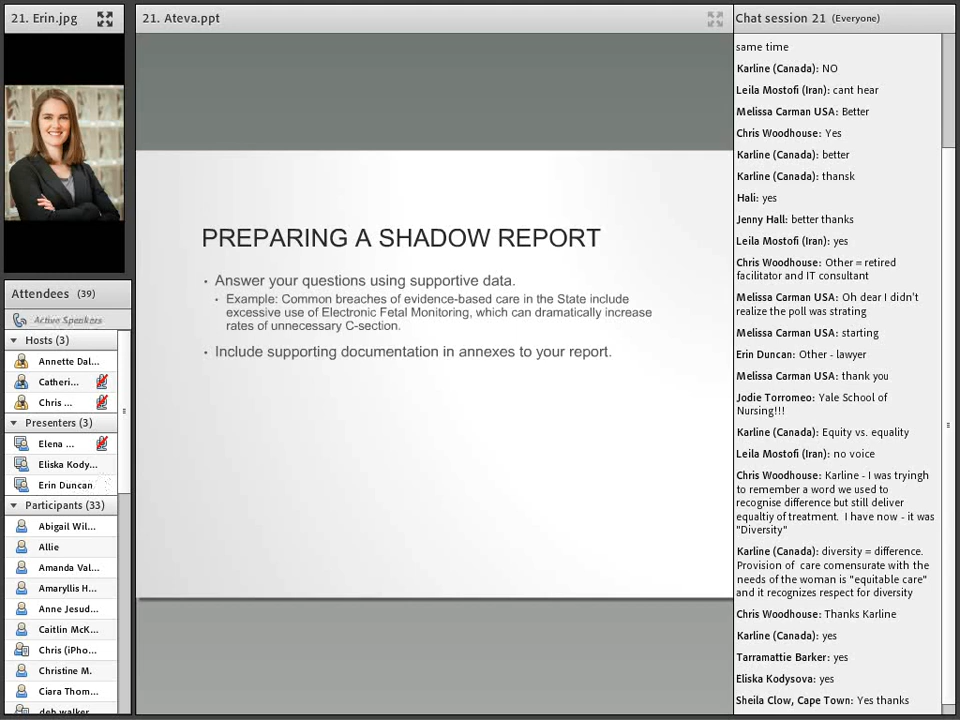 21. Erin.jpg
Attendees (39)
Active Speakers
Hosts (3)
Annette Dal...
Catheri...
Chris ...
Presenters (3)
Elena ...
Eliska Kody...
Erin Duncan
Participants (33)
Abigail Wil...
Allie
Amanda Val...
Amaryllis H...
Anne Jesud...
Caitlin McK...
Chris (iPho...
Christine M.
Ciara Thom...
deb walker
21. Ateva.ppt
PREPARING A SHADOW REPORT
• Answer your questions using supportive data.
• Example: Common breaches of evidence-based care in the State include
excessive use of Electronic Fetal Monitoring, which can dramatically increase
rates of unnecessary C-section.
• Include supporting documentation in annexes to your report.
Chat session 21 (Everyone)
same time
Karline (Canada): NO
Leila Mostofi (Iran): cant hear
Melissa Carman USA: Better
Chris Woodhouse: Yes
Karline (Canada): better
Karline (Canada): thansk
Hali: yes
Jenny Hall: better thanks
Leila Mostofi (Iran): yes
Chris Woodhouse: Other = retired
facilitator and IT consultant
Melissa Carman USA: Oh dear I didn't
realize the poll was strating
Melissa Carman USA: starting
Erin Duncan: Other - lawyer
Melissa Carman USA: thank you
Jodie Torromeo: Yale School of
Nursing!!!
Karline (Canada): Equity vs. equality
Leila Mostofi (Iran): no voice
Chris Woodhouse: Karline - I was tryingh
to remember a word we used to
recognise difference but still deliver
equaltiy of treatment. I have now - it was
"Diversity"
Karline (Canada): diversity = difference.
Provision of care comensurate with the
needs of the woman is "equitable care"
and it recognizes respect for diversity
Chris Woodhouse: Thanks Karline
Karline (Canada): yes
Tarramattie Barker: yes
Eliska Kodysova: yes
Sheila Clow, Cape Town: Yes thanks